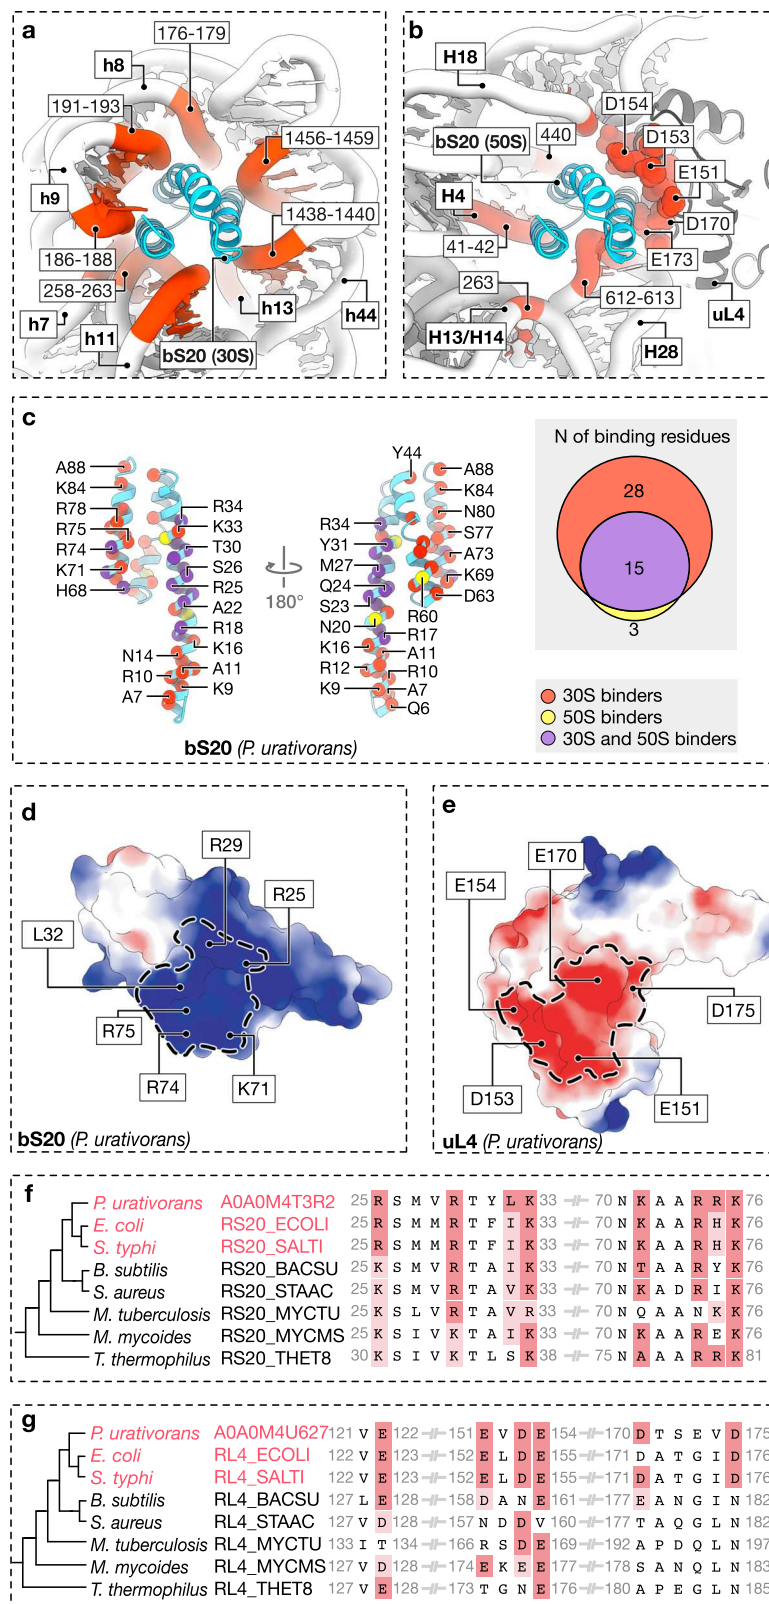 a
176-179
h8
191-193
1456-1459
h9
1438-1440
186-188
258-263
h7
h11
h13
h44
bS20 (30S)
b
H18
D154
440
D153
bS20 (50S)
E151
H4
D170
41-42
E173
263
612-613
uL4
H13/H14
H28
c
A88
K84
R78
R75
R74
K71
H68
R34
K33
T30
S26
R25
A22
R18
K16
N14
A11
R10
K9
A7
180°
Y44
A88
K84
N80
S77
A73
K69
D63
R60
R34
Y31
M27
Q24
S23
N20
R17
K16
A11
R12
R10
K9
A7
Q6
bS20 (P. urativorans)
N of binding residues
28
15
3
30S binders
50S binders
30S and 50S binders
d
R29
R25
L32
R75
R74
K71
bS20 (P. urativorans)
e
E170
E154
D175
D153
E151
uL4 (P. urativorans)
f
P. urativorans A0A0M4T3R2 25 R S M V R T Y L K 33 70 N K A A R R K 76
E. coli RS20_ECOLI 25 R S M M R T F I K 33 70 N K A A R H K 76
S. typhi RS20_SALTI 25 R S M M R T F I K 33 70 N K A A R H K 76
B. subtilis RS20_BACSU 25 K S M V R T A I K 33 70 N T A A R Y K 76
S. aureus RS20_STAAC 25 K S M V R T A V K 33 70 N K A D R I K 76
M. tuberculosis RS20_MYCTU 25 K S L V R T A V R 33 70 N Q A A N K K 76
M. mycoides RS20_MYCMS 25 K S I V K T A I K 33 70 N K A A R E K 76
T. thermophilus RS20_THET8 30 K S I V K T L S K 38 75 N A A A R R K 81
g
P. urativorans A0A0M4U627 121 V E 122 151 E V D E 154 170 D T S E V D 175
E. coli RL4_ECOLI 122 V E 123 152 E L D E 155 171 D A T G I D 176
S. typhi RL4_SALTI 122 V E 123 152 E L D E 155 171 D A T G I D 176
B. subtilis RL4_BACSU 127 L E 128 158 D A N E 161 177 E A N G I N 182
S. aureus RL4_STAAC 127 V D 128 157 N D D V 160 177 T A Q G L N 182
M. tuberculosis RL4_MYCTU 133 I T 134 166 R S D E 169 192 A P D Q L N 197
M. mycoides RL4_MYCMS 127 V D 128 174 E K E E 177 178 S A N Q L N 183
T. thermophilus RL4_THET8 127 V E 128 173 T G N E 176 180 A P E G L N 185